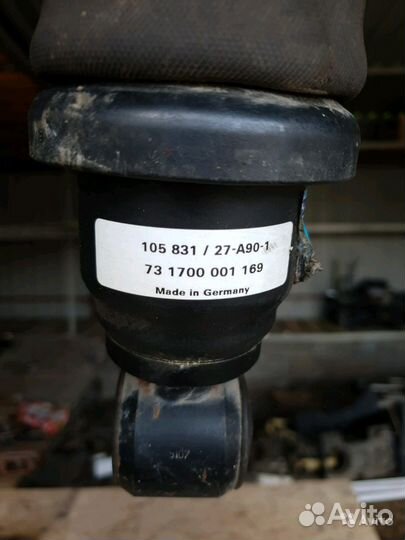 105 831 / 27-A90-1
73 1700 001 169
Made in Germany
Avito